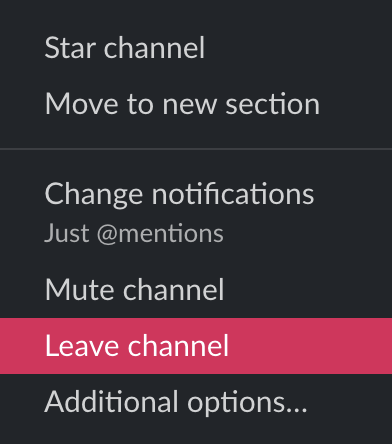 Star channel
Move to new section
Change notifications
Just @mentions
Mute channel
Leave channel
Additional options...